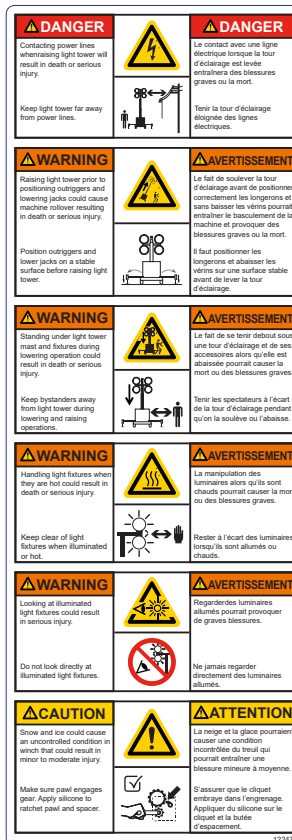 DANGER
Contacting power lines
whenraising light tower will
result in death or serious
injury.
Keep light tower far away
from power lines.
DANGER
Le contact avec une ligne
électrique lorsque la tour
d'éclairage est levée
entraînera des blessures
graves ou la mort.
Tenir la tour d'éclairage
éloignée des lignes
électriques.
WARNING
Raising light tower prior to
positioning outriggers and
lowering jacks could cause
machine rollover resulting
in death or serious injury.
Position outriggers and
lower jacks on a stable
surface before raising light
tower.
AVERTISSEMENT
Le fait de soulever la tour
d'éclairage avant de positionner
correctement les longerons et
sans baisser les vérins pourrait
entraîner le basculement de la
machine et provoquer des
blessures graves ou la mort.
Il faut positionner les
longerons et abaisser les
vérins sur une surface stable
avant de lever la tour
d'éclairage.
WARNING
Standing under light tower
mast and fixtures during
lowering operation could
result in death or serious
injury.
Keep bystanders away
from light tower during
lowering and raising
operations.
AVERTISSEMENT
Le fait de se tenir debout sous
une tour d'éclairage et de ses
accessoires alors qu'elle est
abaissée pourrait causer la
mort ou des blessures graves.
Tenir les spectateurs à l'écart
de la tour d'éclairage pendant
qu'on la soulève ou l'abaisse.
WARNING
Handling light fixtures when
they are hot could result in
death or serious injury.
Keep clear of light
fixtures when illuminated
or hot.
AVERTISSEMENT
La manipulation des
luminaires alors qu'ils sont
chauds pourrait causer la mort
ou des blessures graves.
Rester à l'écart des luminaires
lorsqu'ils sont allumés ou
chauds.
WARNING
Looking at illuminated
light fixtures could result
in serious injury.
Do not look directly at
illuminated light fixtures.
AVERTISSEMENT
Regarderdes luminaires
allumés pourrait provoquer
de graves blessures.
Ne jamais regarder
directement des luminaires
allumés.
CAUTION
Snow and ice could cause
an uncontrolled condition in
winch that could result in
minor to moderate injury.
Make sure pawl engages
gear. Apply silicone to
ratchet pawl and spacer.
ATTENTION
La neige et la glace pourraient
causer une condition
incontrôlée du treuil qui
pourrait entraîner une
blessure mineure à moyenne.
S'assurer que le cliquet
embraye dans l'engrenage.
Appliquer du silicone sur le
cliquet et la butée
d'espacement.